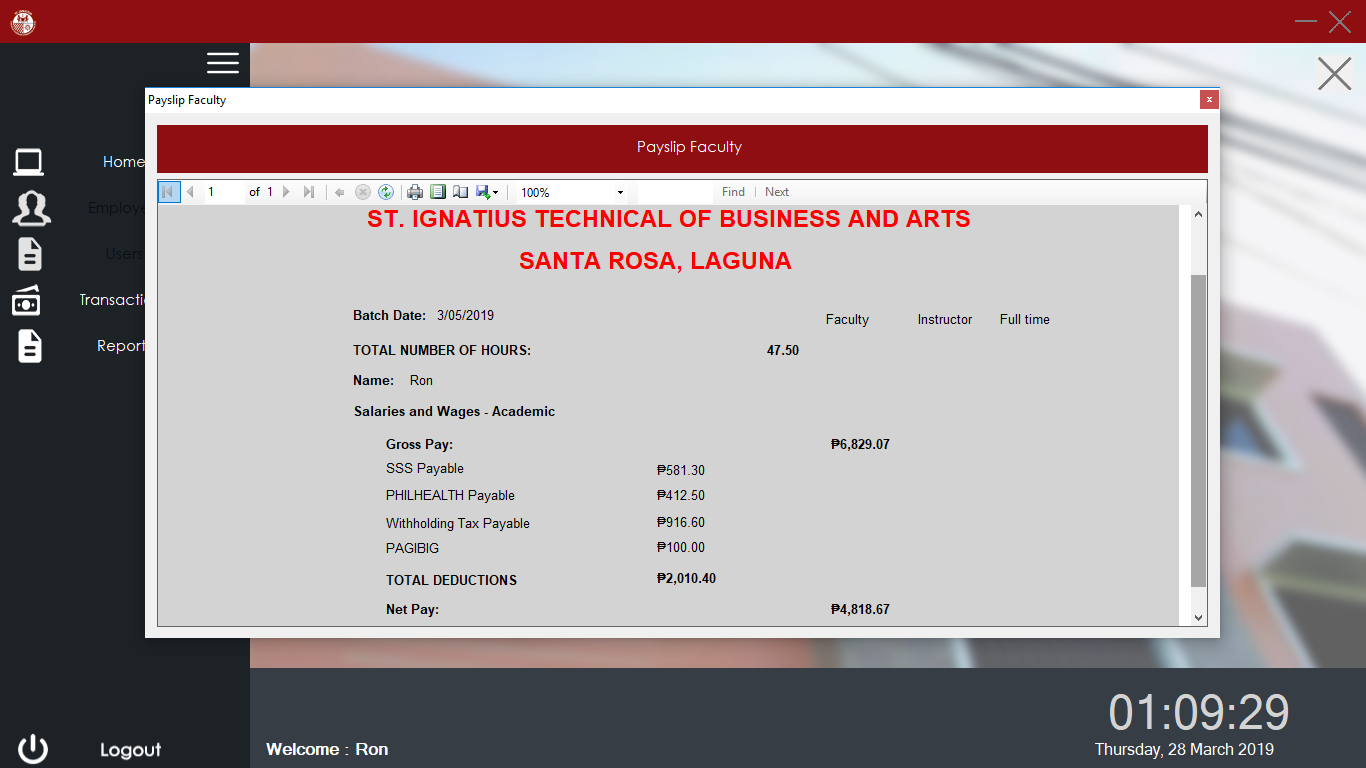 Payslip Faculty
x
Payslip Faculty
Home
Employe
Users
Transacti
Report
1 of 1 100% Find Next
ST. IGNATIUS TECHNICAL OF BUSINESS AND ARTS
SANTA ROSA, LAGUNA
Batch Date: 3/05/2019 Faculty Instructor Full time
TOTAL NUMBER OF HOURS: 47.50
Name: Ron
Salaries and Wages - Academic
Gross Pay: ₱6,829.07
SSS Payable ₱581.30
PHILHEALTH Payable ₱412.50
Withholding Tax Payable ₱916.60
PAGIBIG ₱100.00
TOTAL DEDUCTIONS ₱2,010.40
Net Pay: ₱4,818.67
01:09:29
Logout Welcome : Ron Thursday, 28 March 2019